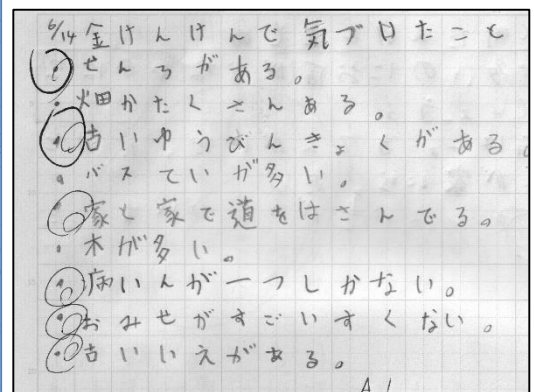 6/14 金 けんけんで気づいたこと
・せんろがある。
・畑がたくさんある。
・古いゆうびんきょくがある。
・バスていが多い。
・家と家で道をはさんでる。
・木が多い。
・病いんが一つしかない。
・おみせがすごいすくない。
・古いいえがある。